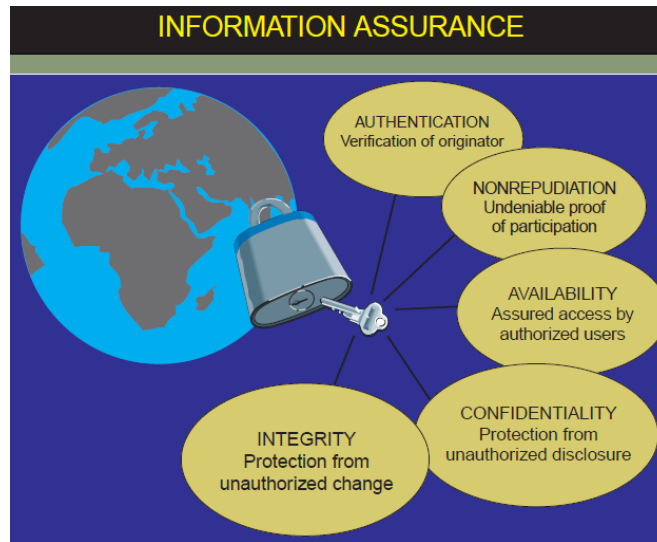 INFORMATION ASSURANCE
AUTHENTICATION
Verification of originator
NONREPUDIATION
Undeniable proof
of participation
AVAILABILITY
Assured access by
authorized users
CONFIDENTIALITY
Protection from
unauthorized disclosure
INTEGRITY
Protection from
unauthorized change